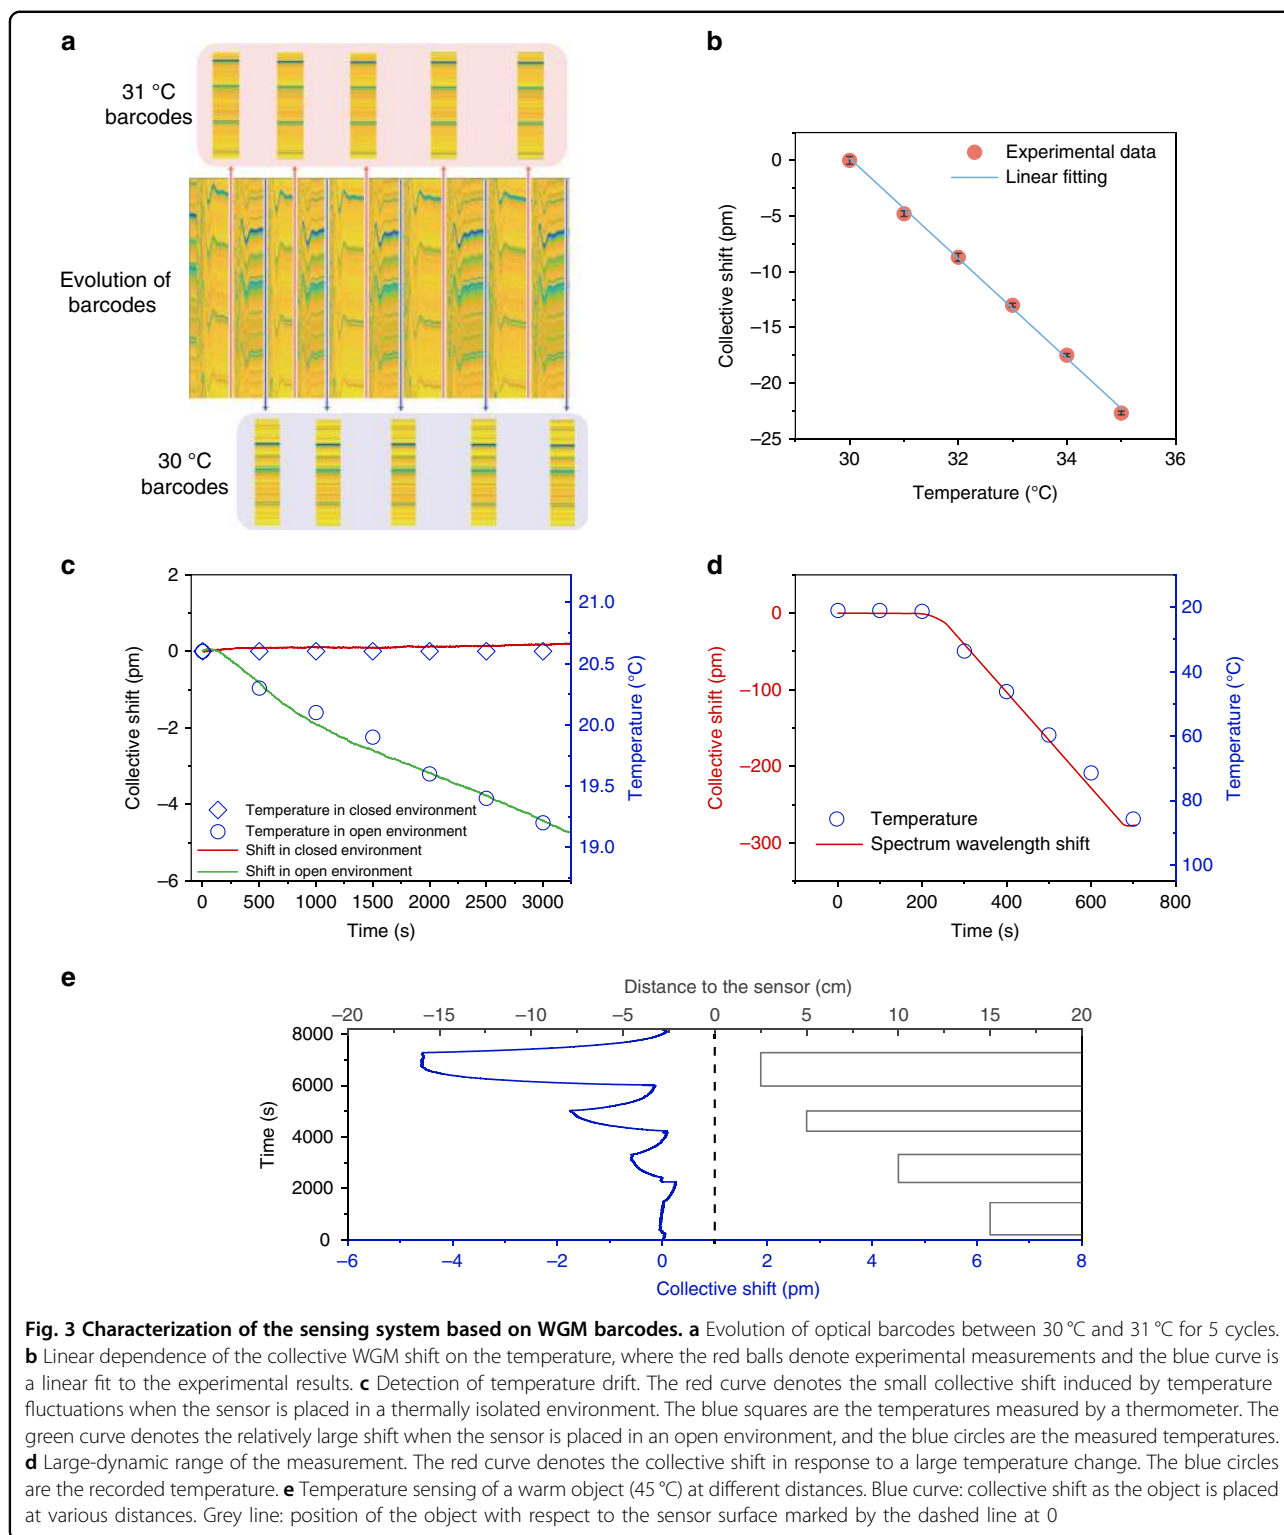 a
31 °C
barcodes
Evolution of
barcodes
30 °C
barcodes
b
0
−5
−10
−15
−20
−25
Collective shift (pm)
Experimental data
Linear fitting
30
32
34
36
Temperature (°C)
c
2
0
−2
−4
−6
Collective shift (pm)
21.0
20.5
20.0
19.5
19.0
Temperature (°C)
Temperature in closed environment
Temperature in open environment
Shift in closed environment
Shift in open environment
0 500 1000 1500 2000 2500 3000
Time (s)
d
0
−100
−200
−300
Collective shift (pm)
20
40
60
80
100
Temperature (°C)
Temperature
Spectrum wavelength shift
0 200 400 600 800
Time (s)
e
Distance to the sensor (cm)
−20 −15 −10 −5 0 5 10 15 20
8000
6000
4000
2000
0
Time (s)
−6 −4 −2 0 2 4 6 8
Collective shift (pm)
Fig. 3 Characterization of the sensing system based on WGM barcodes. a Evolution of optical barcodes between 30 °C and 31 °C for 5 cycles.
b Linear dependence of the collective WGM shift on the temperature, where the red balls denote experimental measurements and the blue curve is
a linear fit to the experimental results. c Detection of temperature drift. The red curve denotes the small collective shift induced by temperature
fluctuations when the sensor is placed in a thermally isolated environment. The blue squares are the temperatures measured by a thermometer. The
green curve denotes the relatively large shift when the sensor is placed in an open environment, and the blue circles are the measured temperatures.
d Large-dynamic range of the measurement. The red curve denotes the collective shift in response to a large temperature change. The blue circles
are the recorded temperature. e Temperature sensing of a warm object (45 °C) at different distances. Blue curve: collective shift as the object is placed
at various distances. Grey line: position of the object with respect to the sensor surface marked by the dashed line at 0